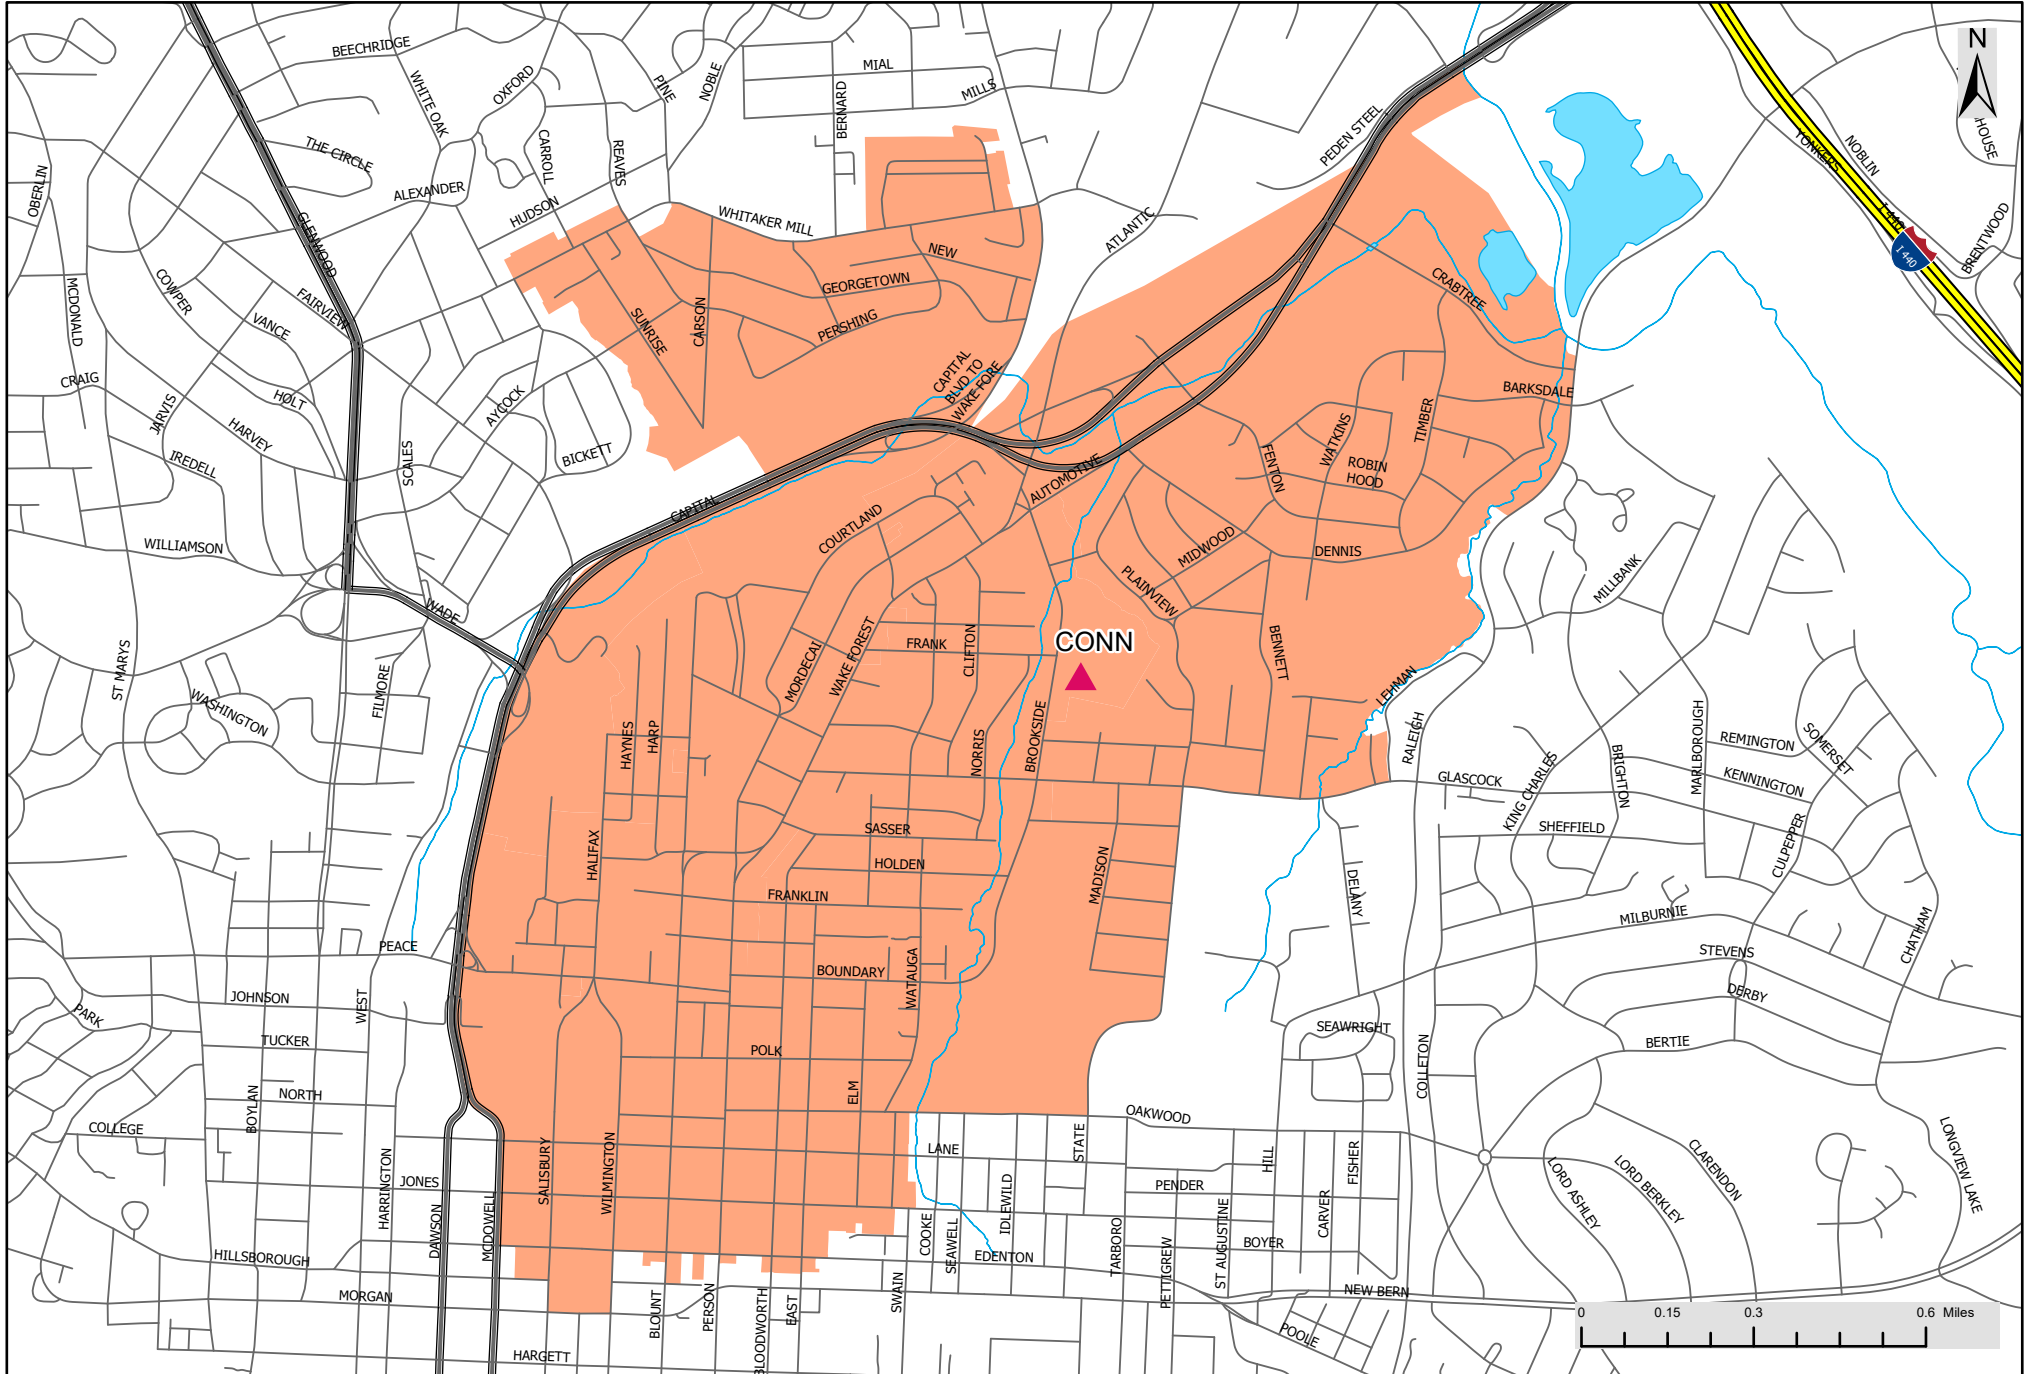 BEECHRIDGE
WHITE OAK
OXFORD
PINE
NOBLE
MIAL
MILLS
BERNARD
PEDEN STEEL
N
NOBLIN
YONKERS
HOUSE
THE CIRCLE
CARROLL
REAVES
OBERLIN
ALEXANDER
HUDSON
WHITAKER MILL
ATLANTIC
I 440
I 440
BRENTWOOD
GLENWOOD
NEW
GEORGETOWN
CRABTREE
MCDONALD
COWPER
FAIRVIEW
VANCE
SUNRISE
CARSON
PERSHING
CAPITAL
BLVD TO
WAKE FORE
CRAIG
JARVIS
HOLT
HARVEY
AYCOCK
BARKSDALE
TIMBER
WATKINS
IREDELL
SCALES
BICKETT
FENTON
ROBIN
HOOD
AUTOMOTIVE
CAPITAL
COURTLAND
WILLIAMSON
MIDWOOD
DENNIS
PLAINVIEW
MILLBANK
WADE
ST MARYS
FILMORE
WASHINGTON
MORDECAI
WAKE FOREST
FRANK
CLIFTON
CONN
BENNETT
LEHMAN
RALEIGH
HAYNES
HARP
NORRIS
BROOKSIDE
GLASCOCK
KING CHARLES
BRIGHTON
MARLBOROUGH
REMINGTON
SOMERSET
KENNINGTON
SHEFFIELD
CULPEPPER
HALIFAX
SASSER
HOLDEN
FRANKLIN
MADISON
DELANY
MILBURNIE
CHATHAM
STEVENS
DERBY
PEACE
BOUNDARY
WATAUGA
JOHNSON
WEST
PARK
TUCKER
POLK
SEAWRIGHT
BERTIE
COLLETON
NORTH
BOYLAN
ELM
COLLEGE
OAKWOOD
LANE
STATE
HILL
FISHER
LONGVIEW LAKE
CLARENDON
LORD BERKLEY
LORD ASHLEY
HARRINGTON
JONES
SALISBURY
WILMINGTON
PENDER
IDLEWILD
CARVER
DAWSON
MCDOWELL
COOKE
SEAWELL
TARBORO
PETTIGREW
ST AUGUSTINE
BOYER
EDENTON
HILLSBOROUGH
MORGAN
SWAIN
NEW BERN
BLOUNT
PERSON
BLOODWORTH
EAST
POOLE
HARGETT
0 0.15 0.3 0.6 Miles